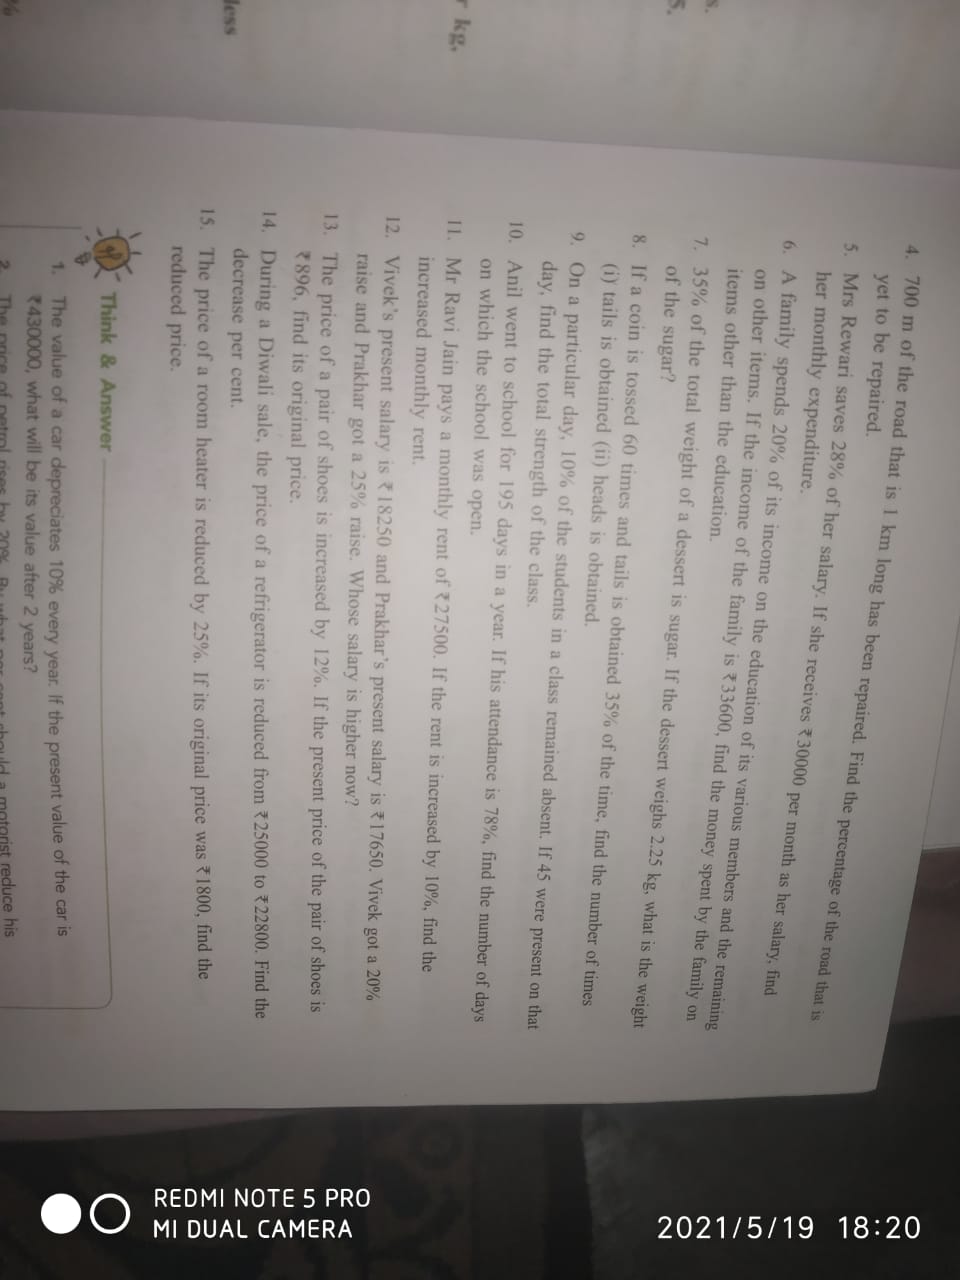 4. 700 m of the road that is 1 km long has been repaired. Find the percentage of the road that is
yet to be repaired.
5. Mrs Rewari saves 28% of her salary. If she receives ₹30000 per month as her salary, find
her monthly expenditure.
6. A family spends 20% of its income on the education of its various members and the remaining
on other items. If the income of the family is ₹33600, find the money spent by the family on
items other than the education.
7. 35% of the total weight of a dessert is sugar. If the dessert weighs 2.25 kg, what is the weight
of the sugar?
8. If a coin is tossed 60 times and tails is obtained 35% of the time, find the number of times
(i) tails is obtained (ii) heads is obtained.
9. On a particular day, 10% of the students in a class remained absent. If 45 were present on that
day, find the total strength of the class.
10. Anil went to school for 195 days in a year. If his attendance is 78%, find the number of days
on which the school was open.
11. Mr Ravi Jain pays a monthly rent of ₹27500. If the rent is increased by 10%, find the
increased monthly rent.
12. Vivek's present salary is ₹18250 and Prakhar's present salary is ₹17650. Vivek got a 20%
raise and Prakhar got a 25% raise. Whose salary is higher now?
13. The price of a pair of shoes is increased by 12%. If the present price of the pair of shoes is
₹896, find its original price.
14. During a Diwali sale, the price of a refrigerator is reduced from ₹25000 to ₹22800. Find the
decrease per cent.
15. The price of a room heater is reduced by 25%. If its original price was ₹1800, find the
reduced price.
Think & Answer
1. The value of a car depreciates 10% every year. If the present value of the car is
₹430000, what will be its value after 2 years?
2. The price of petrol rises by 20%. By what per cent should a motorist reduce his
s.
5.
r kg,
less
%
REDMI NOTE 5 PRO
MI DUAL CAMERA
2021/5/19 18:20